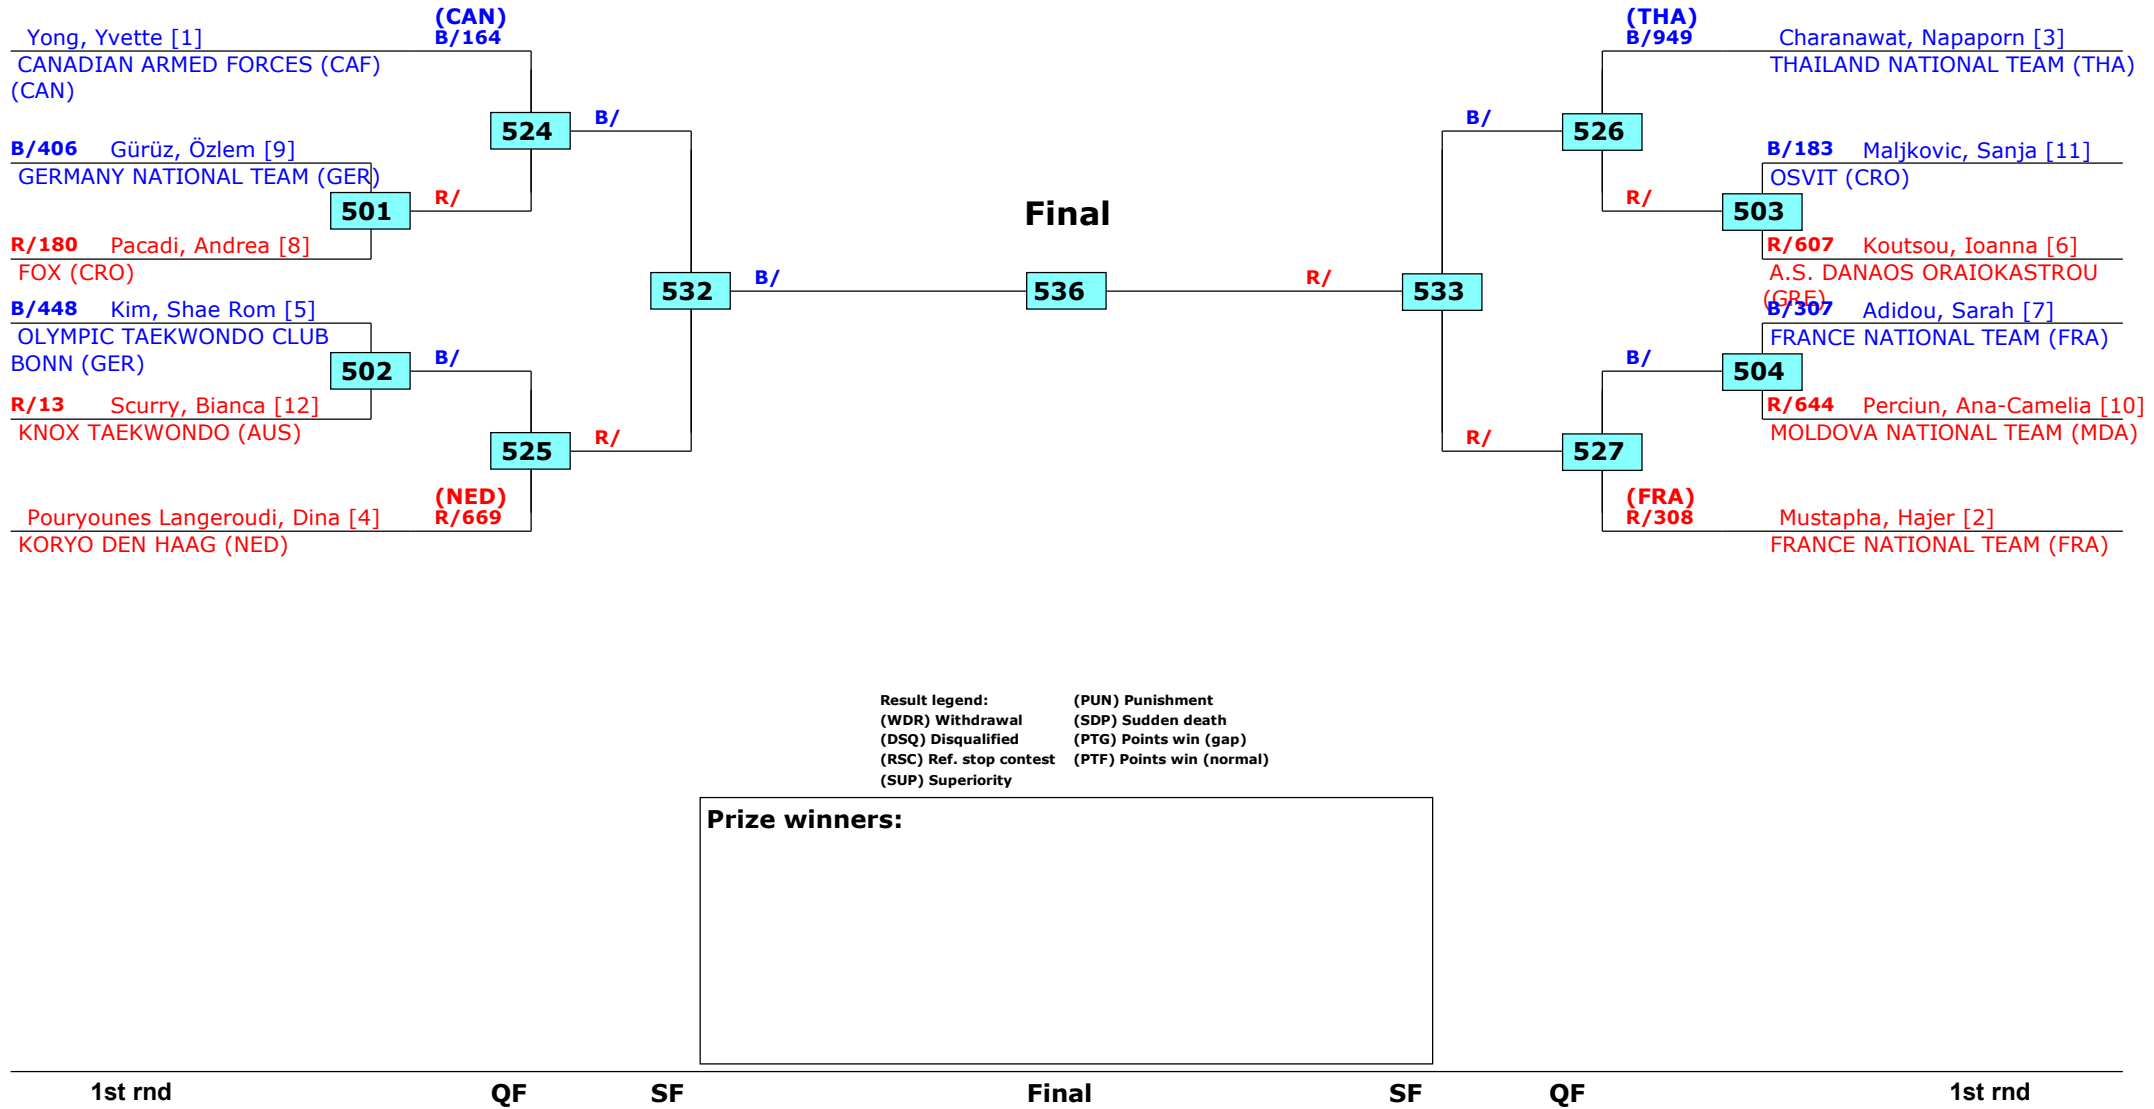 (CAN)
Yong, Yvette [1] B/164
CANADIAN ARMED FORCES (CAF)
(CAN)
524
B/
B/406 Gürüz, Özlem [9]
GERMANY NATIONAL TEAM (GER)
501
R/
R/180 Pacadi, Andrea [8]
FOX (CRO)
532
B/
B/448 Kim, Shae Rom [5]
OLYMPIC TAEKWONDO CLUB
BONN (GER)
502
B/
R/13 Scurry, Bianca [12]
KNOX TAEKWONDO (AUS)
525
R/
(NED)
Pouryounes Langeroudi, Dina [4] R/669
KORYO DEN HAAG (NED)
Final
536
(THA)
B/949 Charanawat, Napaporn [3]
THAILAND NATIONAL TEAM (THA)
B/
526
B/183 Maljkovic, Sanja [11]
OSVIT (CRO)
R/
503
R/607 Koutsou, Ioanna [6]
A.S. DANAOS ORAIOKASTROU
(GRE)
R/
533
B/307 Adidou, Sarah [7]
FRANCE NATIONAL TEAM (FRA)
B/
504
R/644 Perciun, Ana-Camelia [10]
MOLDOVA NATIONAL TEAM (MDA)
R/
527
(FRA)
R/308 Mustapha, Hajer [2]
FRANCE NATIONAL TEAM (FRA)
Result legend: (PUN) Punishment
(WDR) Withdrawal (SDP) Sudden death
(DSQ) Disqualified (PTG) Points win (gap)
(RSC) Ref. stop contest (PTF) Points win (normal)
(SUP) Superiority
Prize winners:
1st rnd QF SF Final SF QF 1st rnd